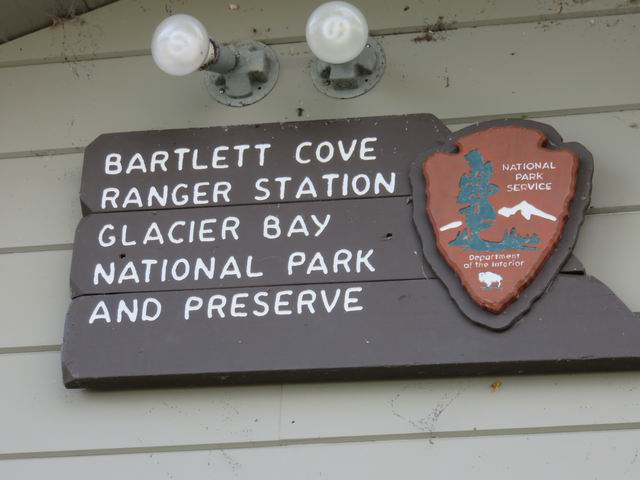 BARTLETT COVE
RANGER STATION
GLACIER BAY
NATIONAL PARK
AND PRESERVE
NATIONAL
PARK
SERVICE
Department
of the Interior